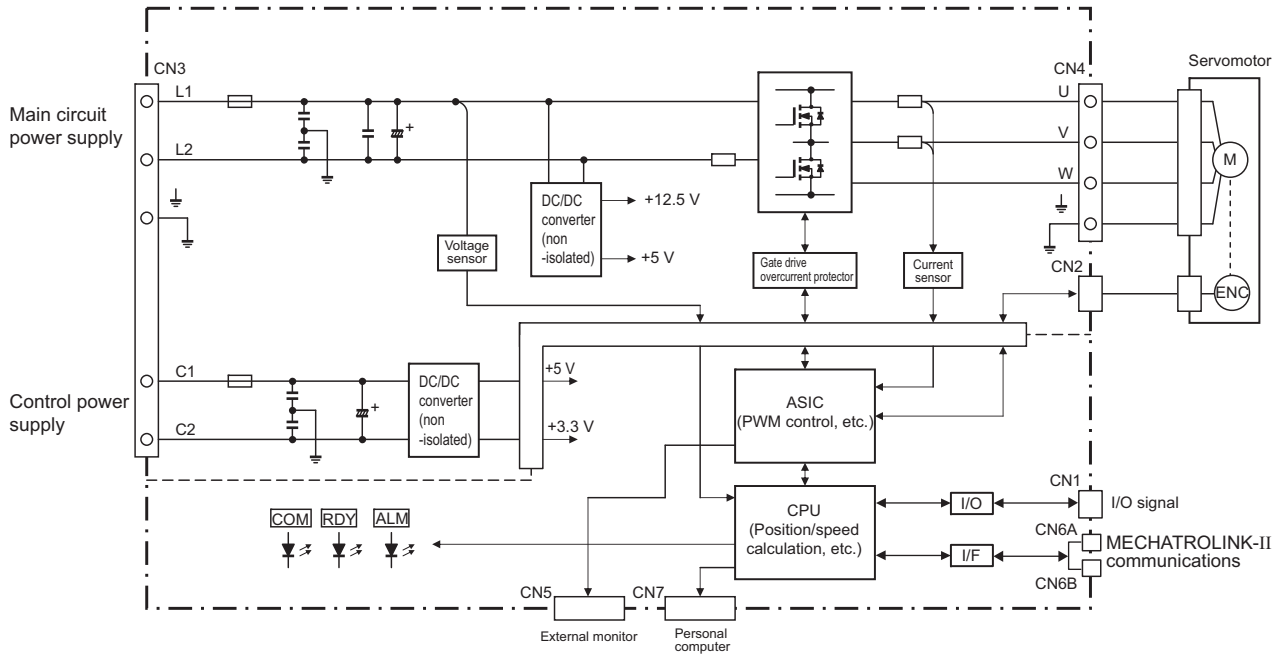 CN3
L1
Main circuit
power supply
L2
DC/DC
converter
(non
-isolated)
+12.5 V
+5 V
Voltage
sensor
Gate drive
overcurrent protector
Current
sensor
CN4
U
V
W
CN2
Servomotor
M
ENC
C1
Control power
supply
C2
DC/DC
converter
(non
-isolated)
+
+
+5 V
+3.3 V
ASIC
(PWM control, etc.)
CPU
(Position/speed
calculation, etc.)
I/O
I/F
CN1
I/O signal
CN6A
MECHATROLINK-II
communications
CN6B
COM
RDY
ALM
CN5
External monitor
CN7
Personal
computer